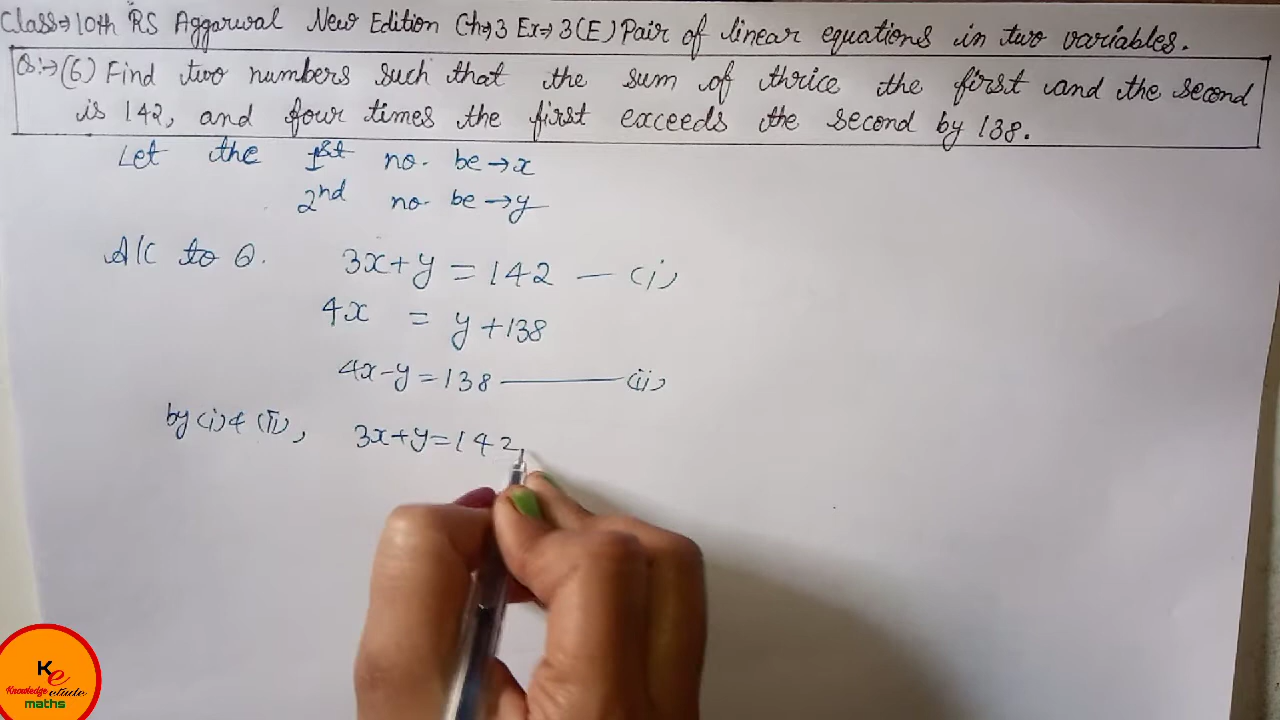 Class→10th RS Aggarwal New Edition Ch→3 Ex→3(E) Pair of linear equations in two variables.
Q:→(6) Find two numbers such that the sum of thrice the first and the second
is 142, and four times the first exceeds the second by 138.
Let the 1st no. be→x
2nd no. be→y
A/C to Q. 3x+y=142 — (i)
4x = y+138
4x-y=138 — (ii)
by (i) & (ii), 3x+y=142
Ke
Knowledge etude
maths